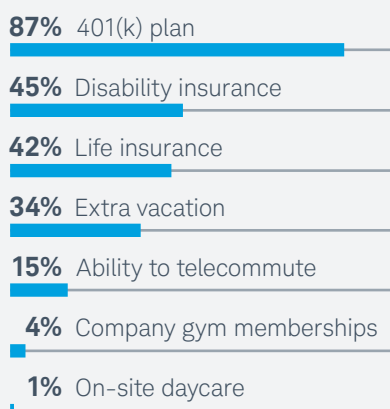 87% 401(k) plan
45% Disability insurance
42% Life insurance
34% Extra vacation
15% Ability to telecommute
4% Company gym memberships
1% On-site daycare